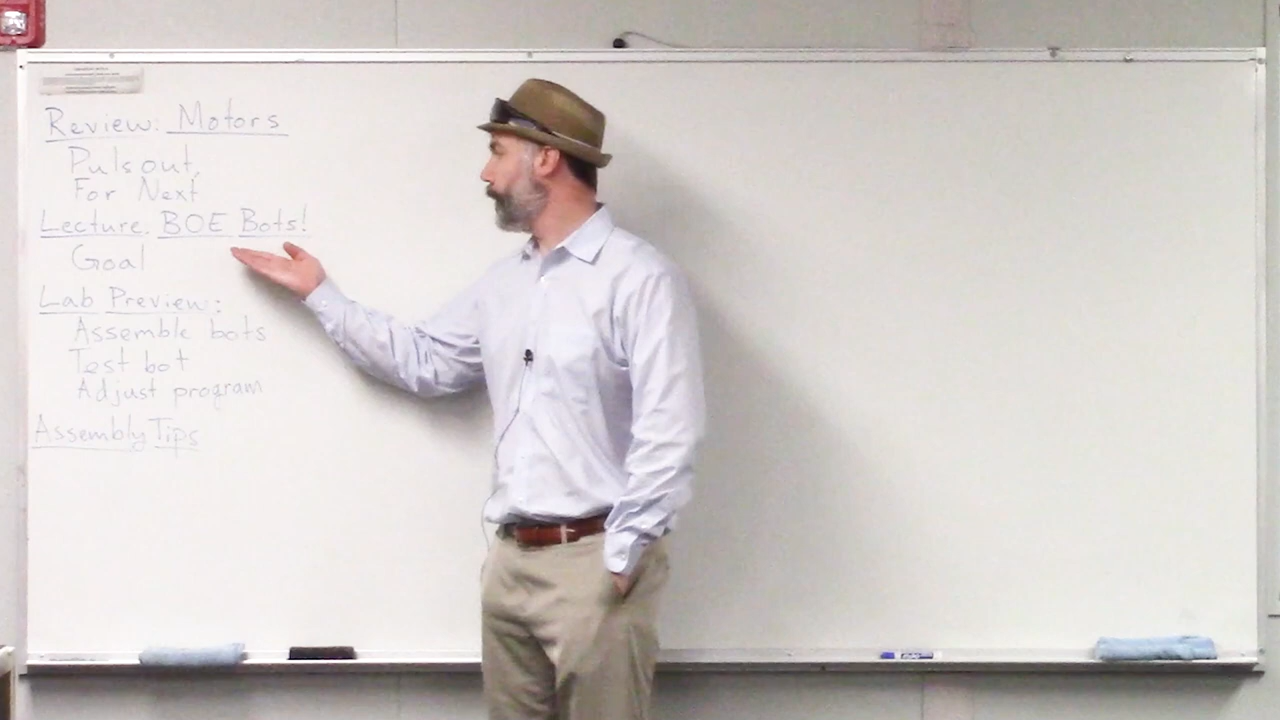 Review: Motors
Pulsout,
For Next
Lecture. BOE Bots!
Goal
Lab Preview:
Assemble bots
Test bot
Adjust program
Assembly Tips